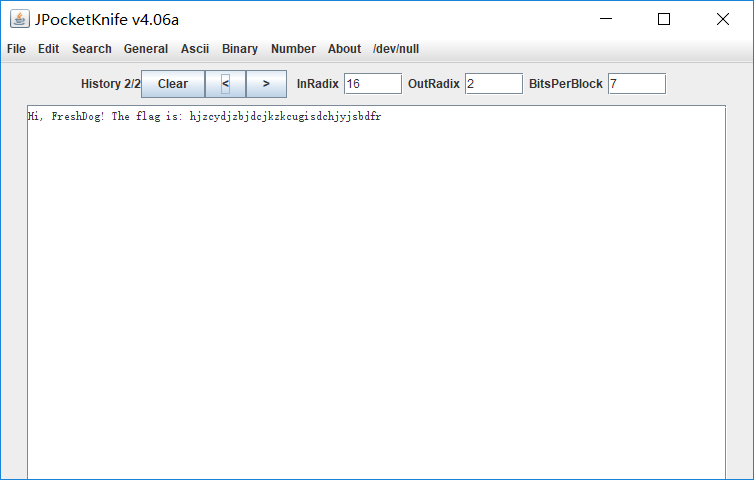 JPocketKnife v4.06a
File Edit Search General Ascii Binary Number About /dev/null
History 2/2 Clear < > InRadix 16 OutRadix 2 BitsPerBlock 7
Hi, FreshDog! The flag is: hjzcydjzbjdcjkzkcugisdchjyjsbdfr